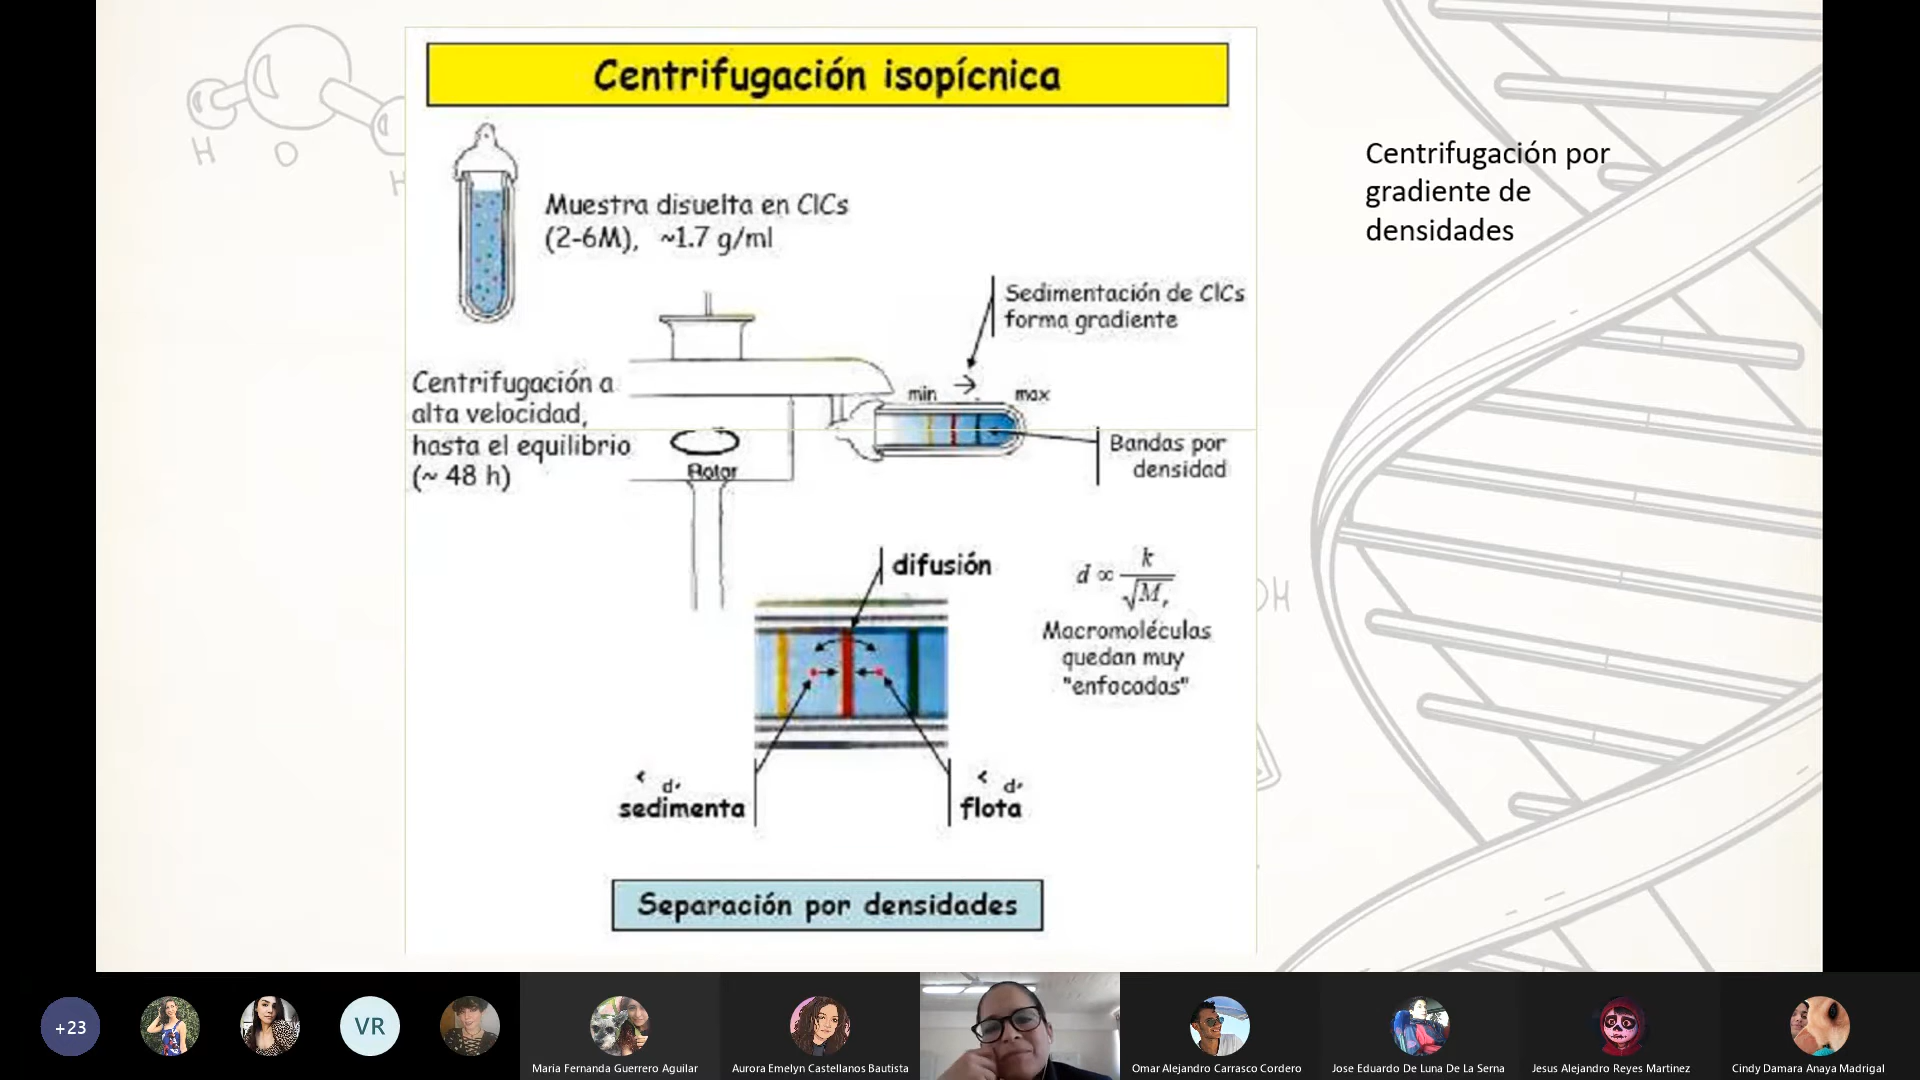 Centrifugación isopícnica
H
O
H
Muestra disuelta en ClCs
(2-6M), ~1.7 g/ml
Centrifugación por
gradiente de
densidades
Sedimentación de ClCs
forma gradiente
min → max
Centrifugación a
alta velocidad,
hasta el equilibrio
(~ 48 h)
Rotor
Bandas por
densidad
difusión
d ∝ k / √Mr
Macromoléculas
quedan muy
"enfocadas"
OH
< d
sedimenta
< d
flota
Separación por densidades
+23
VR
Maria Fernanda Guerrero Aguilar
Aurora Emelyn Castellanos Bautista
Omar Alejandro Carrasco Cordero
Jose Eduardo De Luna De La Serna
Jesus Alejandro Reyes Martinez
Cindy Damara Anaya Madrigal